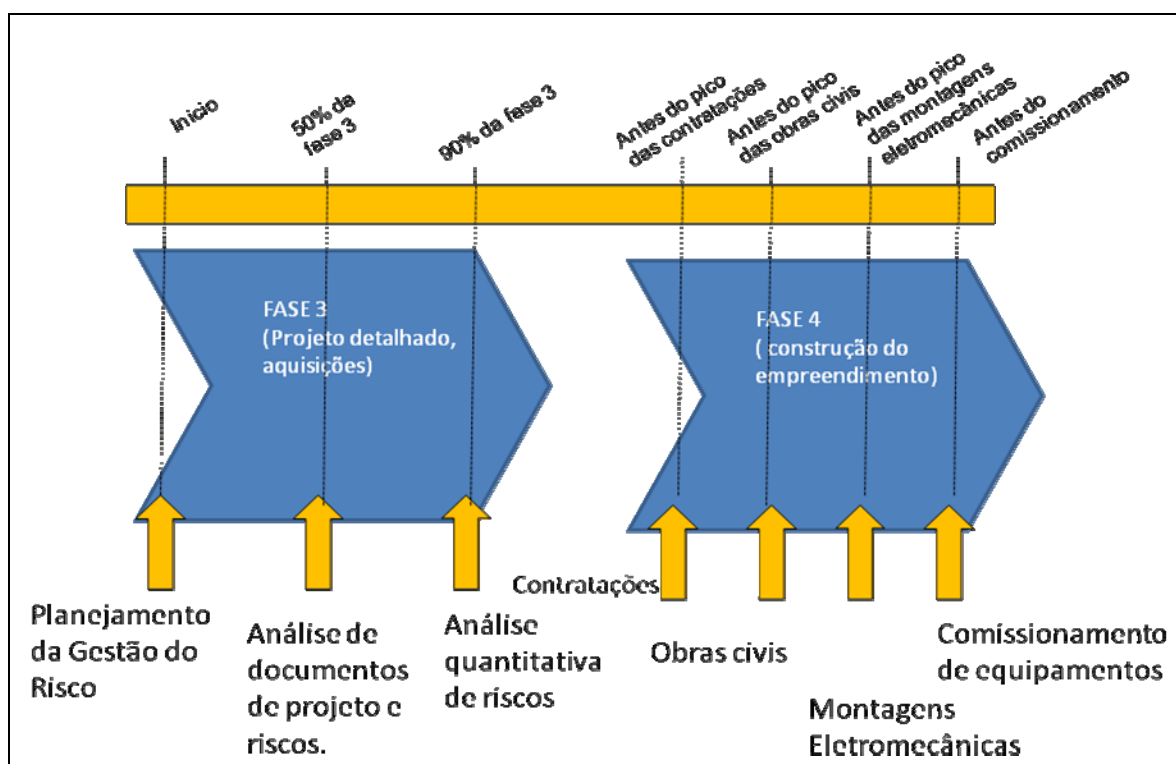 Inicio
50% da
fase 3
90% da fase 3
Antes do pico
das contratações
Antes do pico
das obras civis
Antes do pico
das montagens
eletromecânicas
Antes do
comissionamento
FASE 3
(Projeto detalhado,
aquisições)
FASE 4
( construção do
empreendimento)
Planejamento
da Gestão do
Risco
Análise de
documentos
de projeto e
riscos.
Análise
quantitativa
de riscos
Contratações
Obras civis
Montagens
Eletromecânicas
Comissionamento
de equipamentos